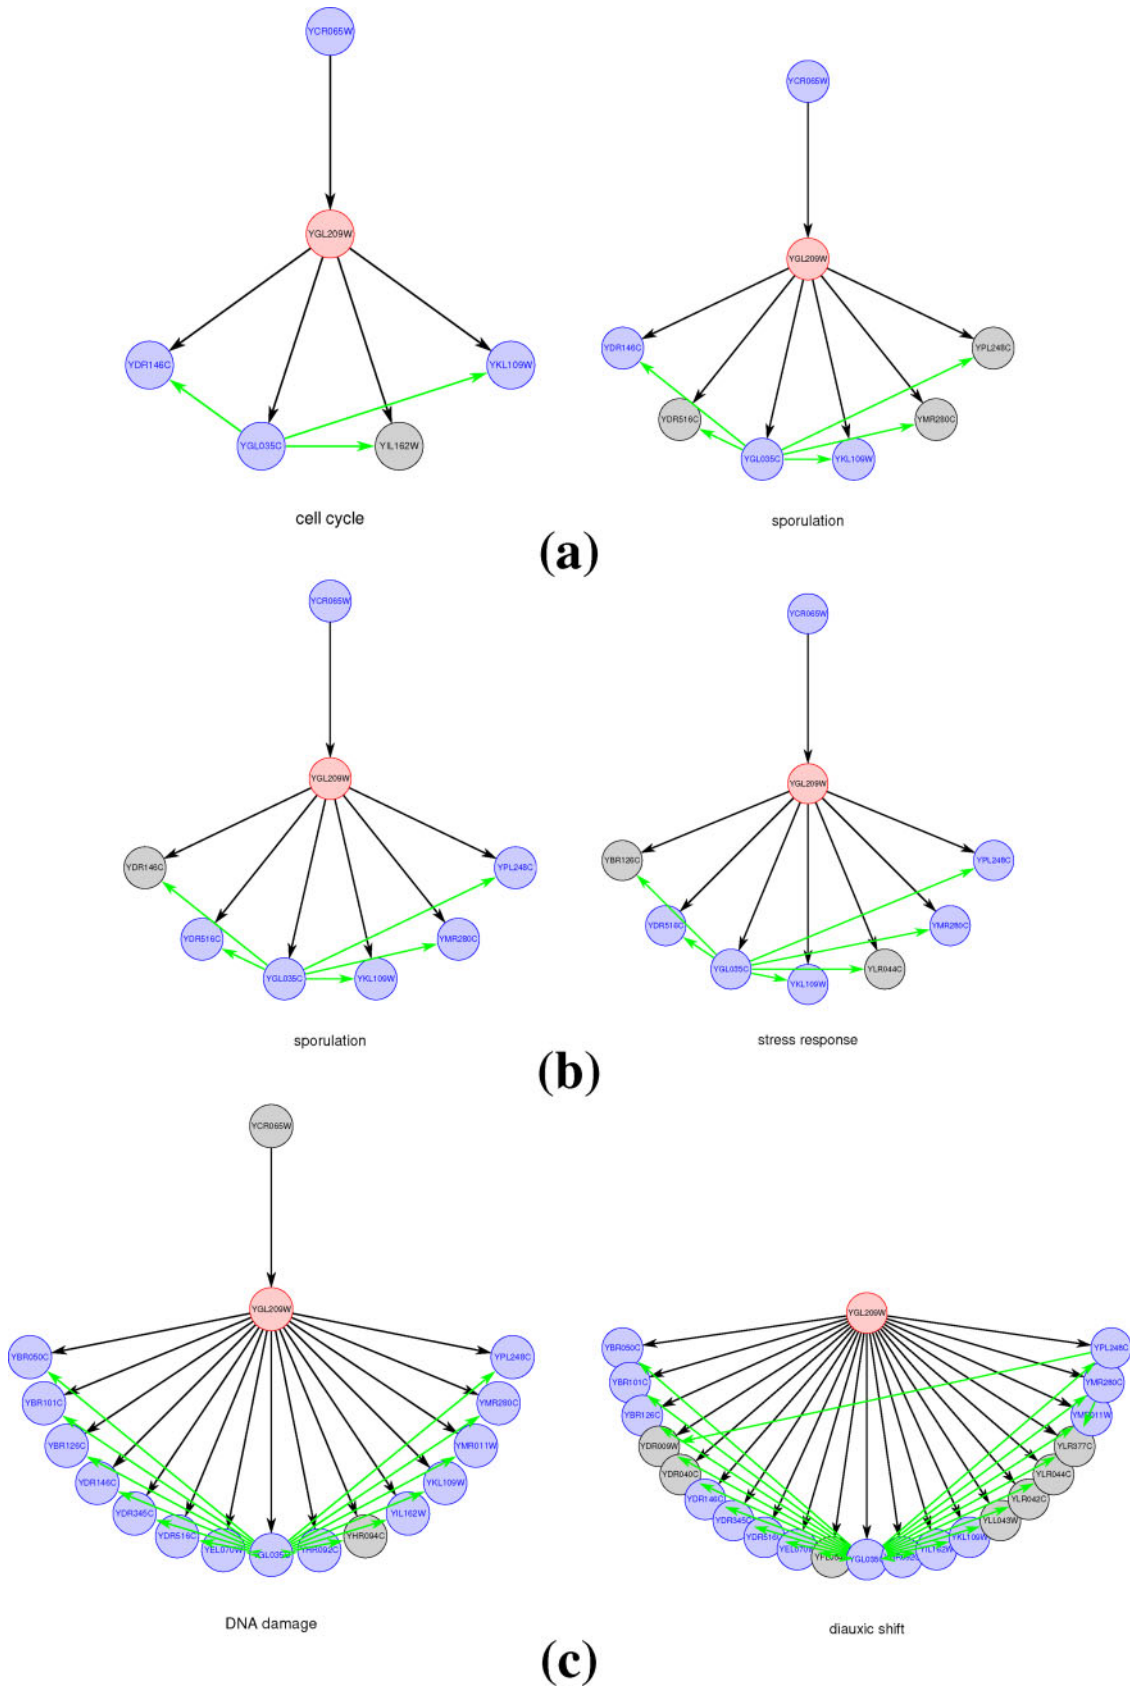 YCR065W
YGL209W
YDR146C
YKL109W
YGL035C
YIL162W
cell cycle
YCR065W
YGL209W
YDR146C
YPL248C
YDR516C
YMR280C
YGL035C
YKL109W
sporulation
(a)
YCR065W
YGL209W
YDR146C
YPL248C
YDR516C
YMR280C
YGL035C
YKL109W
sporulation
YCR065W
YGL209W
YBR126C
YPL248C
YDR516C
YMR280C
YGL035C
YLR044C
YKL109W
stress response
(b)
YCR065W
YGL209W
YBR050C
YPL248C
YBR101C
YMR280C
YBR126C
YMR011W
YDR146C
YKL109W
YDR345C
YIL162W
YDR516C
YHR094C
YEL070W
YHR092C
DNA damage
YGL209W
YBR050C
YPL248C
YBR101C
YMR280C
YBR126C
YMR011W
YDR009W
YLR377C
YDR040C
YLR044C
YDR146C
YLR042C
YDR345C
YLL043W
YKL109W
YIL162W
diauxic shift
(c)